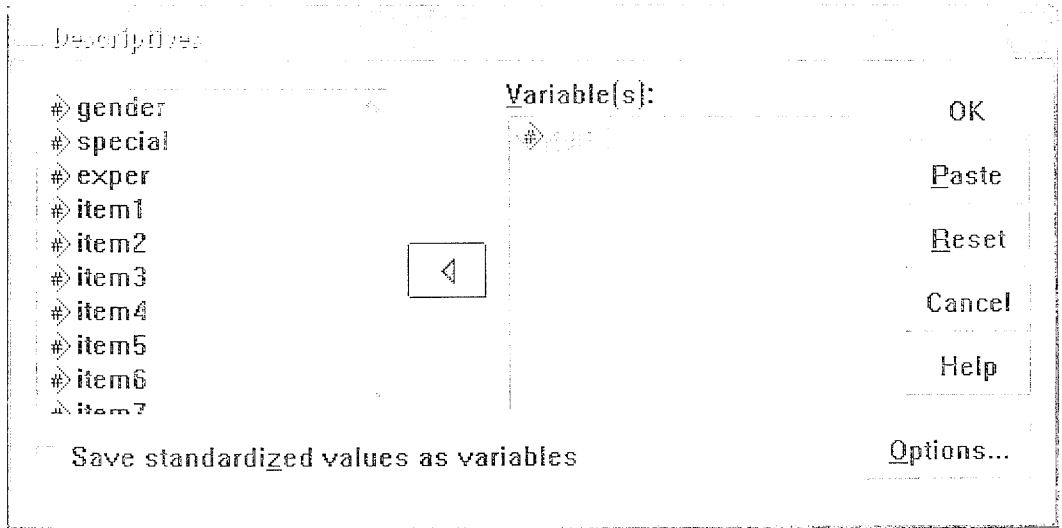 Descriptives
gender
special
exper
item1
item2
item3
item4
item5
item6
item7
Variable(s):
OK
Paste
Reset
Cancel
Help
Save standardized values as variables
Options...